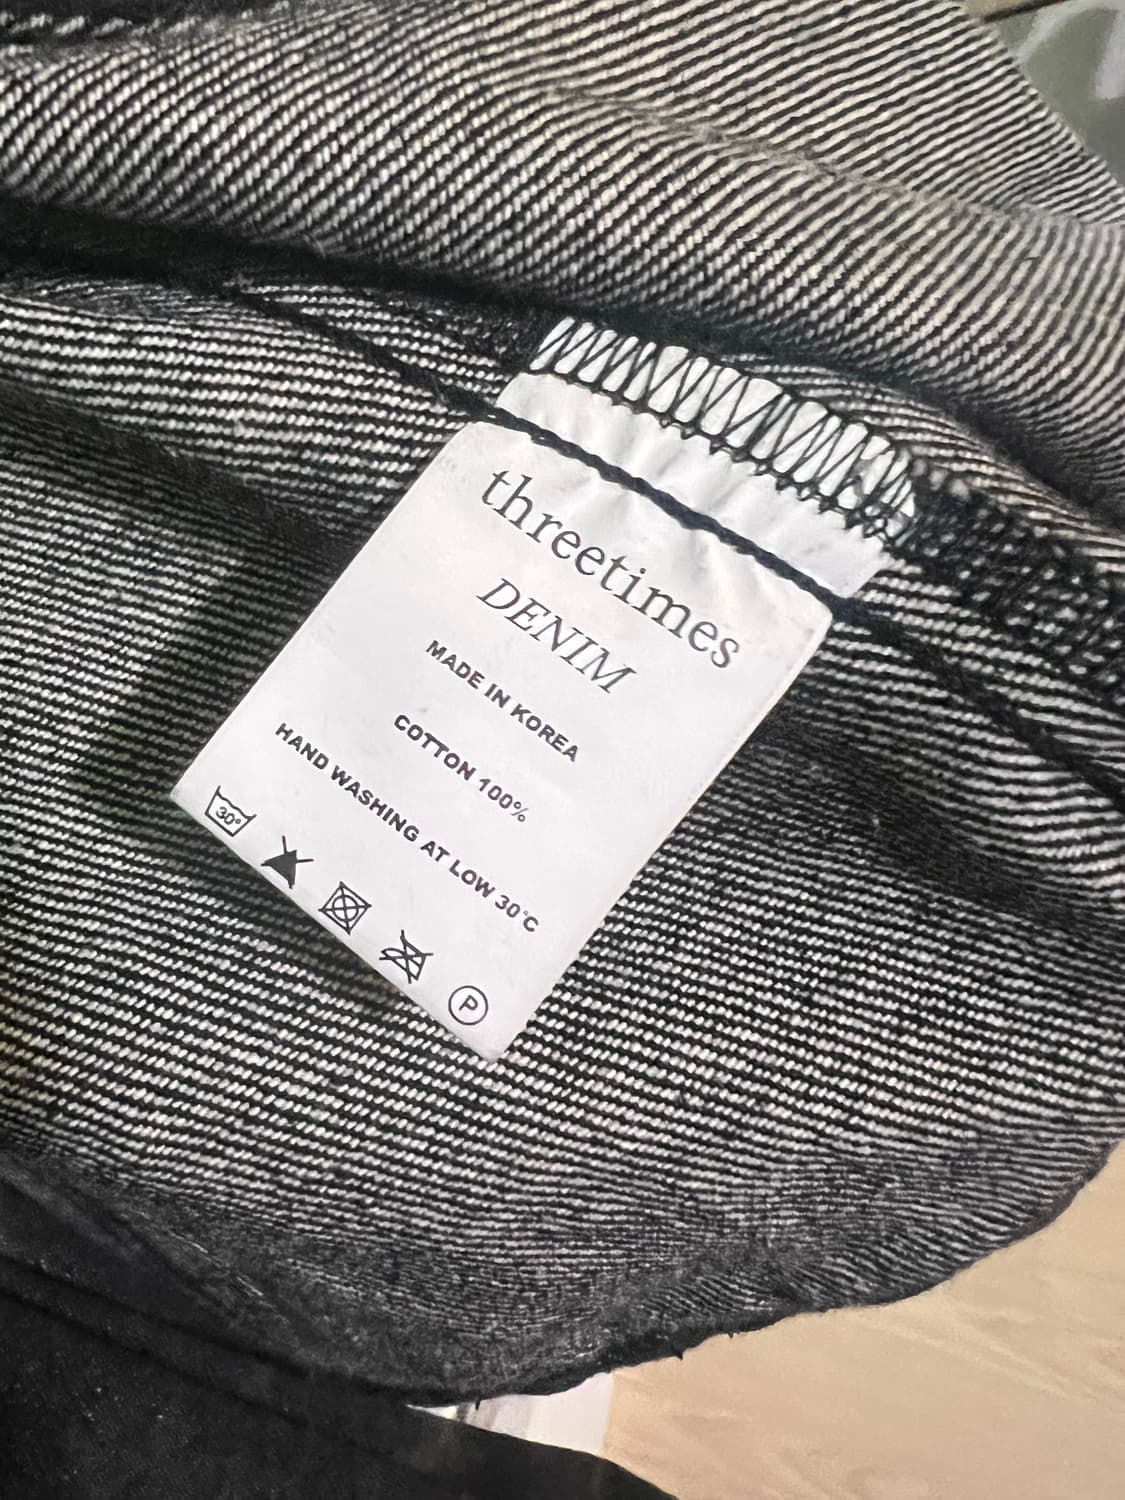 threetimes
DENIM
MADE IN KOREA
COTTON 100%
HAND WASHING AT LOW 30°C
30°
P